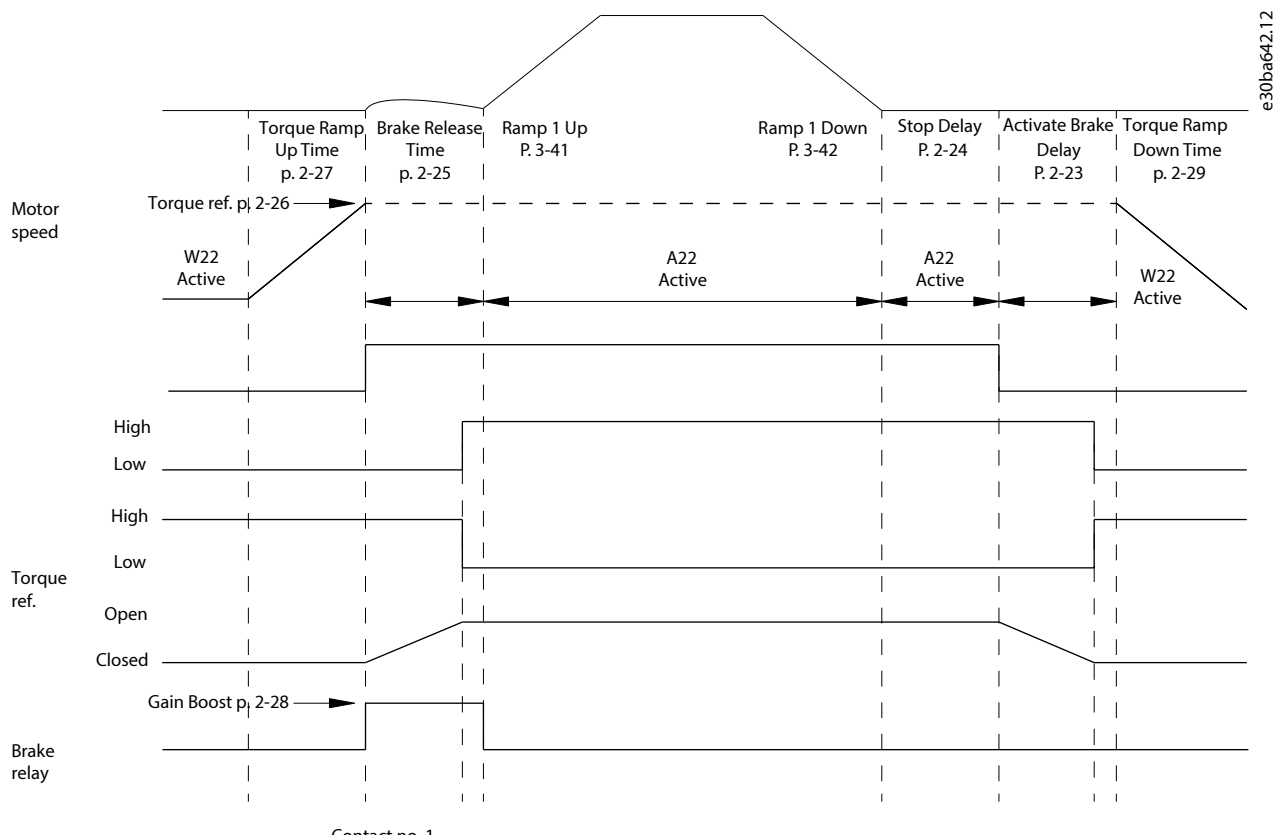 e30ba642.12
Torque Ramp
Up Time
p. 2-27
Brake Release
Time
p. 2-25
Ramp 1 Up
P. 3-41
Ramp 1 Down
P. 3-42
Stop Delay
P. 2-24
Activate Brake
Delay
P. 2-23
Torque Ramp
Down Time
p. 2-29
Motor
speed
Torque ref. p. 2-26
W22
Active
A22
Active
A22
Active
W22
Active
High
Low
High
Low
Torque
ref.
Open
Closed
Gain Boost p. 2-28
Brake
relay
Contact no. 1